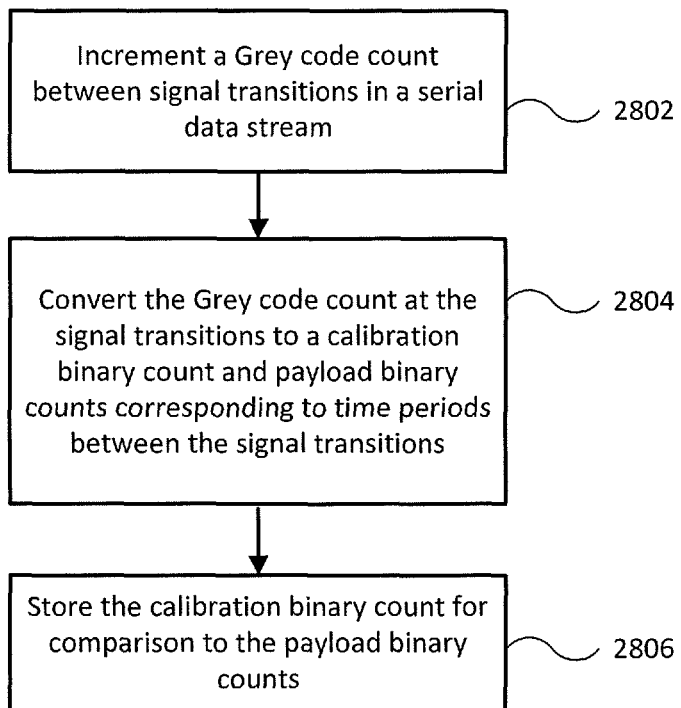 Increment a Grey code count
between signal transitions in a serial
data stream
2802
Convert the Grey code count at the
signal transitions to a calibration
binary count and payload binary
counts corresponding to time periods
between the signal transitions
2804
Store the calibration binary count for
comparison to the payload binary
counts
2806